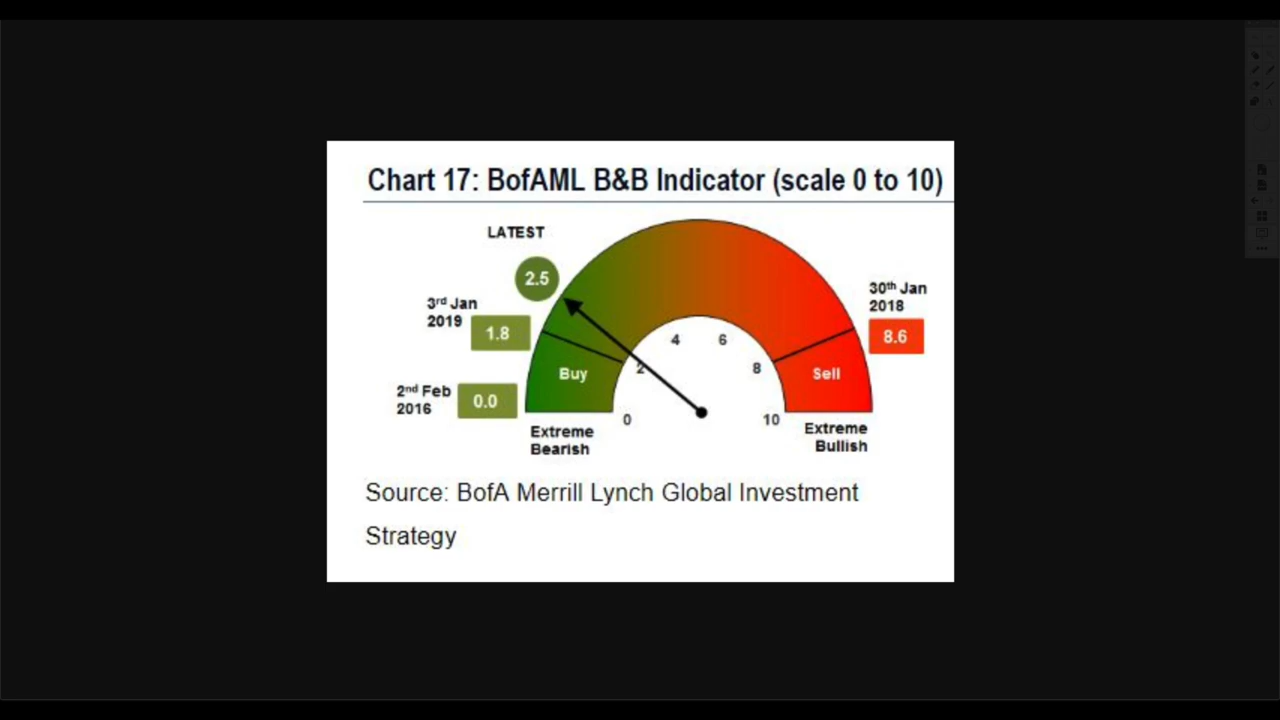 Chart 17: BofAML B&B Indicator (scale 0 to 10)
LATEST
2.5
3rd Jan
2019
1.8
30th Jan
2018
8.6
4
6
2
8
Buy
Sell
2nd Feb
2016
0.0
0
10
Extreme
Bearish
Extreme
Bullish
Source: BofA Merrill Lynch Global Investment
Strategy